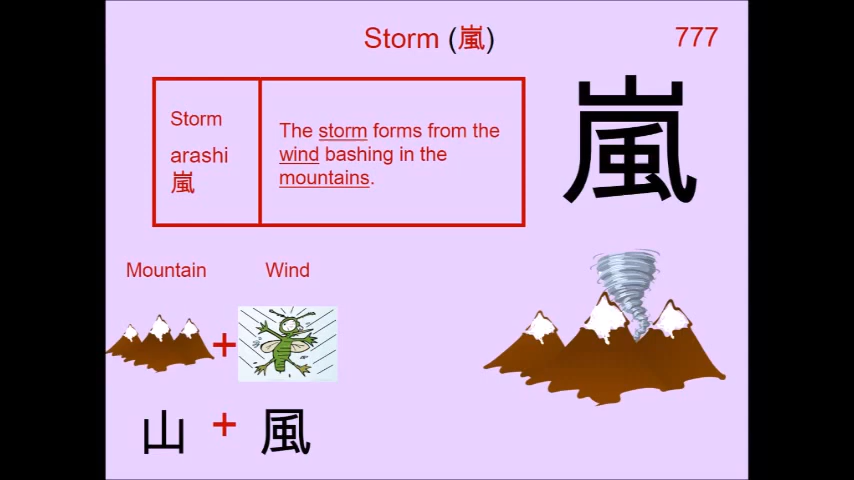 Storm (嵐)
777
Storm
arashi
嵐
The storm forms from the
wind bashing in the
mountains.
嵐
Mountain
Wind
+
山 + 風